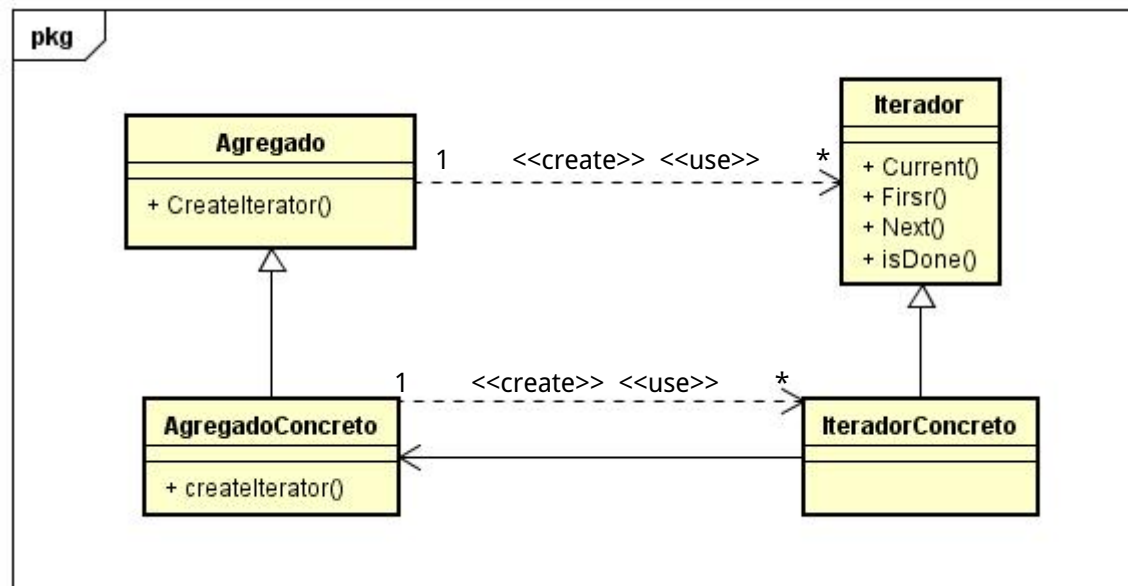 pkg
Agregado
+ CreateIterator()
1 <<create>> <<use>> *
Iterador
+ Current()
+ Firsr()
+ Next()
+ isDone()
1 <<create>> <<use>> *
AgregadoConcreto
+ createIterator()
IteradorConcreto